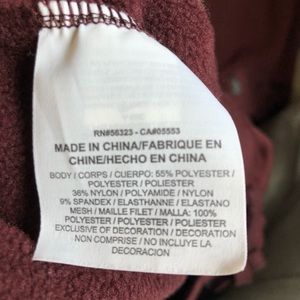 RN#56323 - CA#05553
MADE IN CHINA/FABRIQUE EN
CHINE/HECHO EN CHINA
BODY / CORPS / CUERPO: 55% POLYESTER /
POLYESTER / POLIESTER
36% NYLON / POLYAMIDE / NYLON
9% SPANDEX / ELASTHANNE / ELASTANO
MESH / MAILLE FILET / MALLA: 100%
POLYESTER / POLYESTER / POLIESTER
EXCLUSIVE OF DECORATION / DECORATION
NON COMPRISE / NO INCLUYE LA
DECORACION